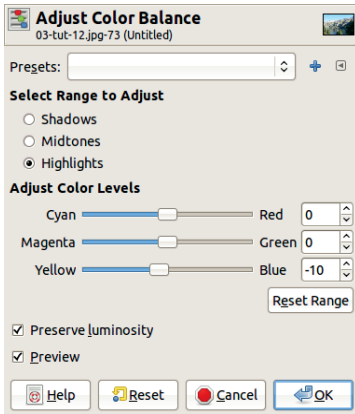 Adjust Color Balance
03-tut-12.jpg-73 (Untitled)
Presets:
Select Range to Adjust
Shadows
Midtones
Highlights
Adjust Color Levels
Cyan Red 0
Magenta Green 0
Yellow Blue -10
Reset Range
Preserve luminosity
Preview
Help Reset Cancel OK